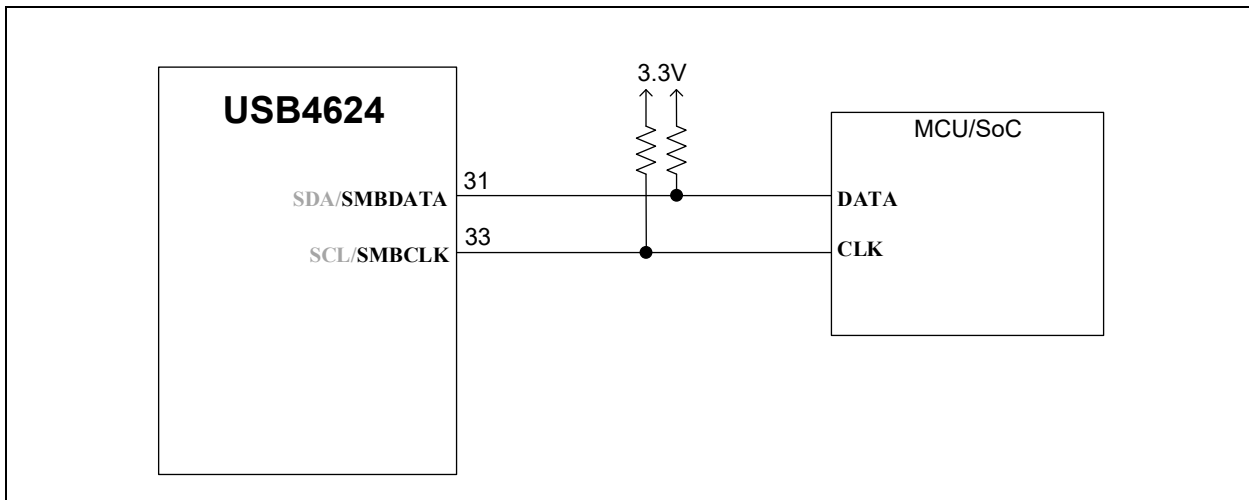 3.3V
USB4624
MCU/SoC
SDA/SMBDATA
31
DATA
SCL/SMBCLK
33
CLK